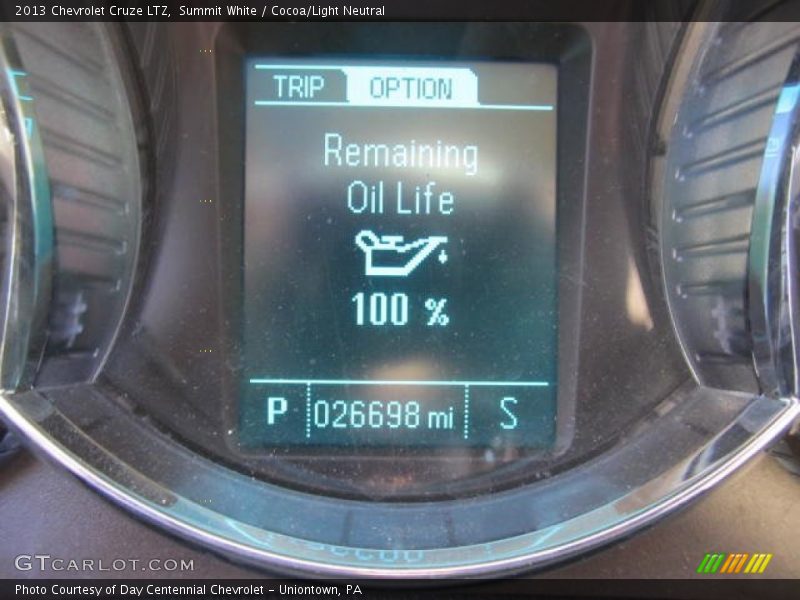 2013 Chevrolet Cruze LTZ, Summit White / Cocoa/Light Neutral
TRIP OPTION
Remaining
Oil Life
100 %
P 026698 mi S
GTCARLOT.COM
Photo Courtesy of Day Centennial Chevrolet - Uniontown, PA